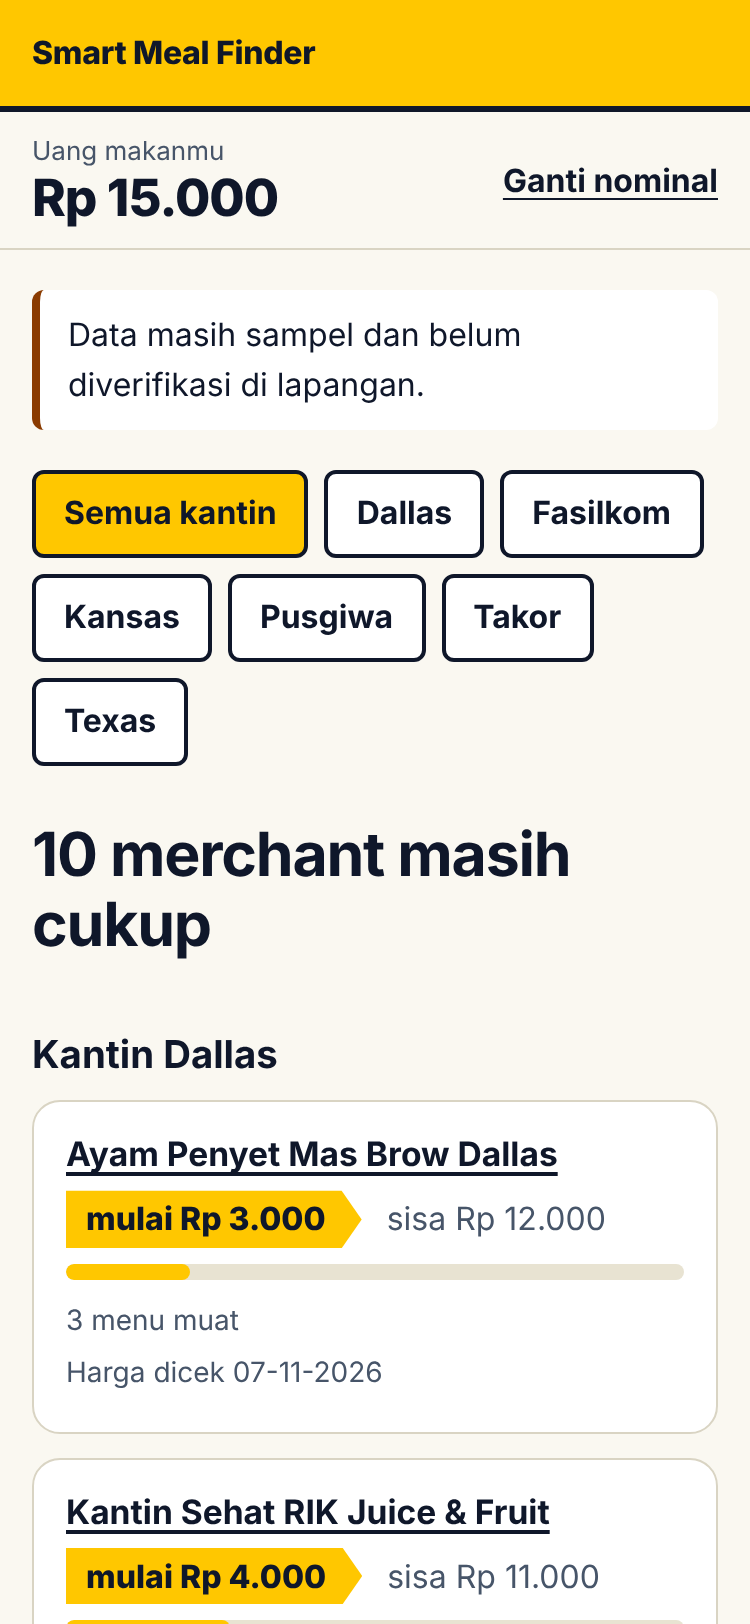 Smart Meal Finder
Uang makanmu
Rp 15.000
Ganti nominal
Data masih sampel dan belum
diverifikasi di lapangan.
Semua kantin
Dallas
Fasilkom
Kansas
Pusgiwa
Takor
Texas
10 merchant masih
cukup
Kantin Dallas
Ayam Penyet Mas Brow Dallas
mulai Rp 3.000 sisa Rp 12.000
3 menu muat
Harga dicek 07-11-2026
Kantin Sehat RIK Juice & Fruit
mulai Rp 4.000 sisa Rp 11.000